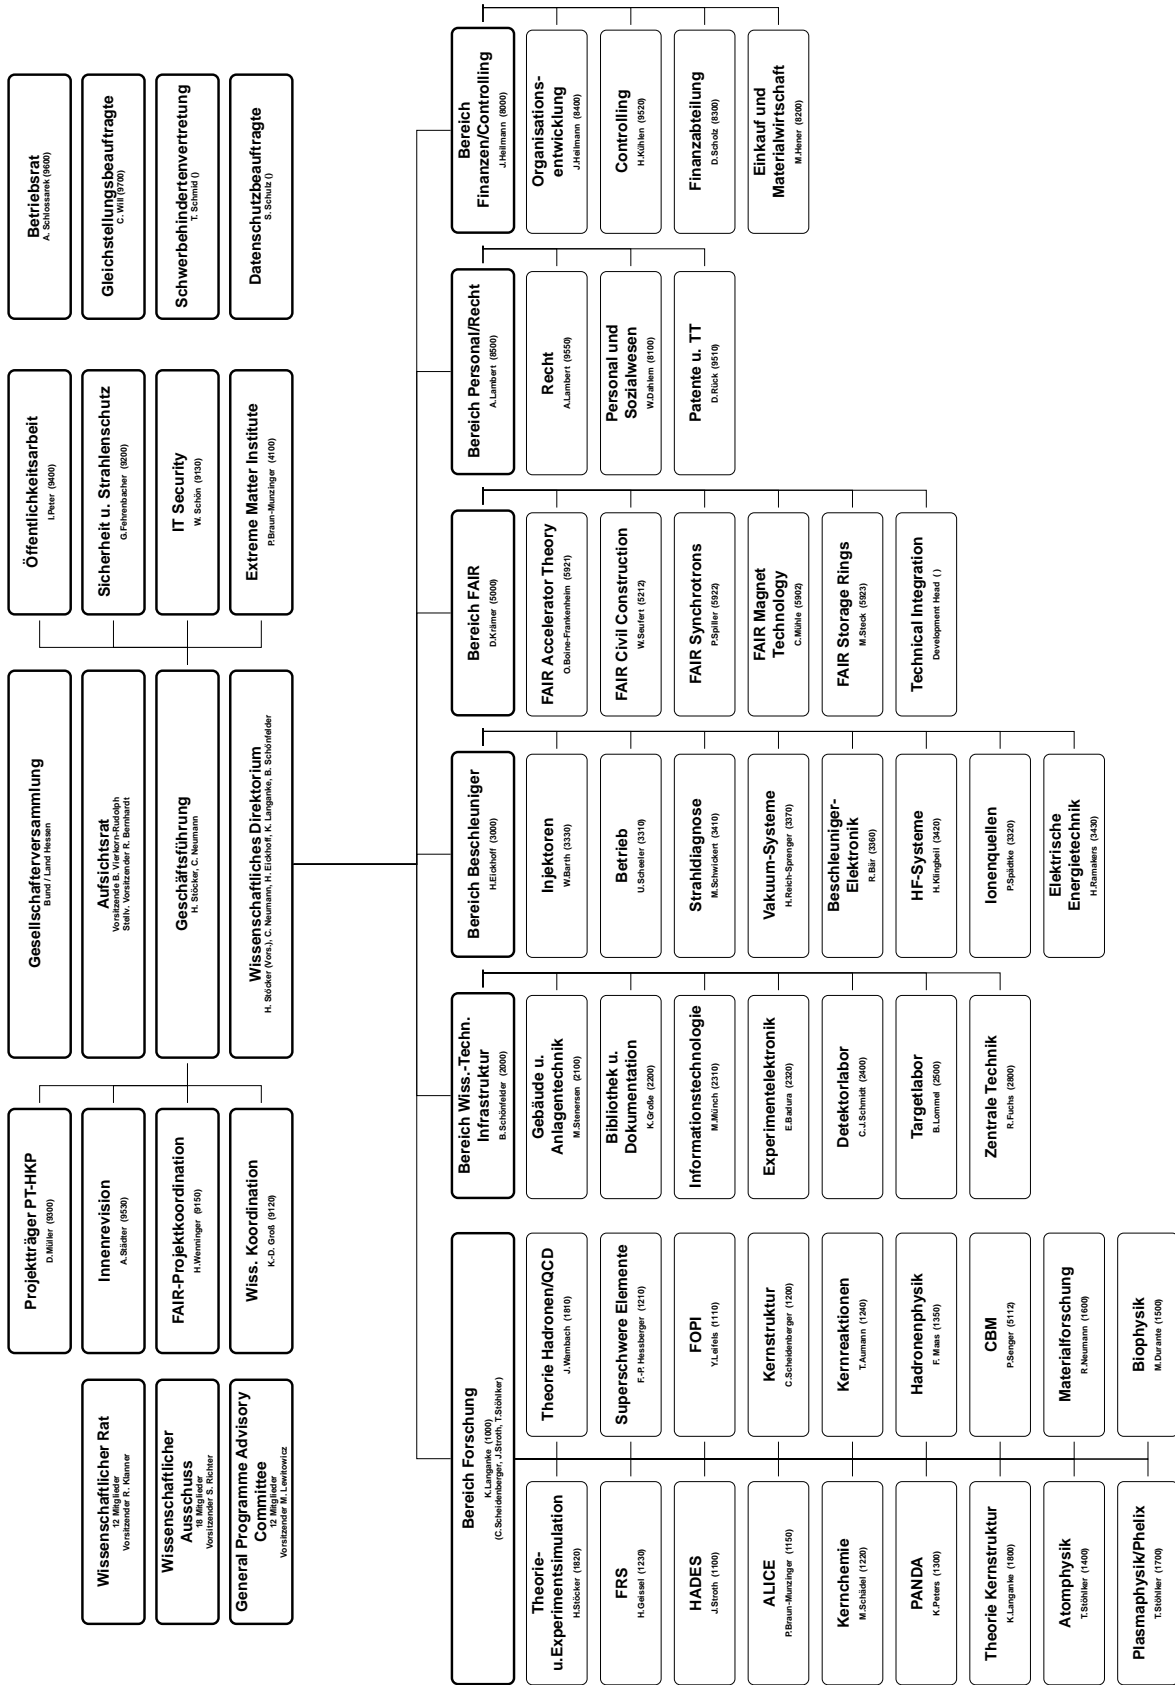 Wissenschaftlicher Rat
12 Mitglieder
Vorsitzender R. Klanner
Wissenschaftlicher
Ausschuss
18 Mitglieder
Vorsitzender S. Richter
General Programme Advisory
Committee
12 Mitglieder
Vorsitzender M. Lewitowicz
Projektträger PT-HKP
D.Müller (9300)
Innenrevision
A.Städter (9530)
FAIR-Projektkoordination
H.Wenninger (9150)
Wiss. Koordination
K.-D. Groß (9120)
Gesellschafterversammlung
Bund / Land Hessen
Aufsichtsrat
Vorsitzende B. Vierkorn-Rudolph
Stellv. Vorsitzender R. Bernhardt
Geschäftsführung
H. Stöcker, C. Neumann
Wissenschaftliches Direktorium
H. Stöcker (Vors.), C. Neumann, H. Eickhoff, K. Langanke, B. Schönfelder
Öffentlichkeitsarbeit
I.Peter (9400)
Sicherheit u. Strahlenschutz
G.Fehrenbacher (9200)
IT Security
W. Schön (9130)
Extreme Matter Institute
P.Braun-Munzinger (4100)
Betriebsrat
A. Schlossarek (9600)
Gleichstellungsbeauftragte
C. Will (9700)
Schwerbehindertenvertretung
T. Schmid ()
Datenschutzbeauftragte
S. Schulz ()
Bereich Forschung
K.Langanke (1000)
(C.Scheidenberger, J.Stroth, T.Stöhlker)
Theorie-
u.Experimentsimulation
H.Stöcker (1820)
FRS
H.Geissel (1230)
HADES
J.Stroth (1100)
ALICE
P.Braun-Munzinger (1150)
Kernchemie
M.Schädel (1220)
PANDA
K.Peters (1300)
Theorie Kernstruktur
K.Langanke (1800)
Atomphysik
T.Stöhlker (1400)
Plasmaphysik/Phelix
T.Stöhlker (1700)
Theorie Hadronen/QCD
J.Wambach (1810)
Superschwere Elemente
F.-P. Hessberger (1210)
FOPI
Y.Leifels (1110)
Kernstruktur
C.Scheidenberger (1200)
Kernreaktionen
T.Aumann (1240)
Hadronenphysik
F. Maas (1350)
CBM
P.Senger (5112)
Materialforschung
R.Neumann (1600)
Biophysik
M.Durante (1500)
Bereich Wiss.-Techn.
Infrastruktur
B.Schönfelder (2000)
Gebäude u.
Anlagentechnik
M.Stenersen (2100)
Bibliothek u.
Dokumentation
K.Große (2200)
Informationstechnologie
M.Münch (2310)
Experimentelektronik
E.Badura (2320)
Detektorlabor
C.J.Schmidt (2400)
Targetlabor
B.Lommel (2500)
Zentrale Technik
R.Fuchs (2800)
Bereich Beschleuniger
H.Eickhoff (3000)
Injektoren
W.Barth (3330)
Betrieb
U.Scheeler (3310)
Strahldiagnose
M.Schwickert (3410)
Vakuum-Systeme
H.Reich-Sprenger (3370)
Beschleuniger-
Elektronik
R.Bär (3360)
HF-Systeme
H.Klingbeil (3420)
Ionenquellen
P.Spädtke (3320)
Elektrische
Energietechnik
H.Ramakers (3430)
Bereich FAIR
D.Krämer (5000)
FAIR Accelerator Theory
O.Boine-Frankenheim (5921)
FAIR Civil Construction
W.Seufert (5212)
FAIR Synchrotrons
P.Spiller (5922)
FAIR Magnet
Technology
C.Mühle (5902)
FAIR Storage Rings
M.Steck (5923)
Technical Integration
Development Head ( )
Bereich Personal/Recht
A.Lambert (8500)
Recht
A.Lambert (9550)
Personal und
Sozialwesen
W.Dahlem (8100)
Patente u. TT
D.Rück (9510)
Bereich
Finanzen/Controlling
J.Heilmann (8000)
Organisations-
entwicklung
J.Heilmann (8400)
Controlling
H.Kühlen (9520)
Finanzabteilung
D.Scholz (8300)
Einkauf und
Materialwirtschaft
M.Hener (8200)